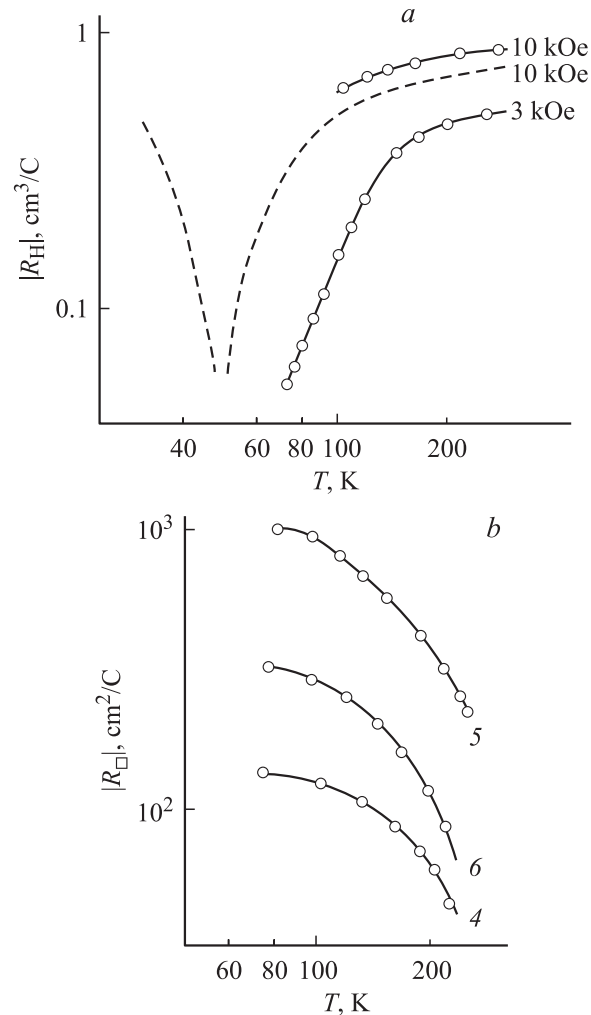 a
1
10 kOe
10 kOe
3 kOe
|R_H|, cm³/C
0.1
40 60 80 100 200
T, K
b
10³
|R_□|, cm²/C
5
10²
6
4
60 80 100 200
T, K